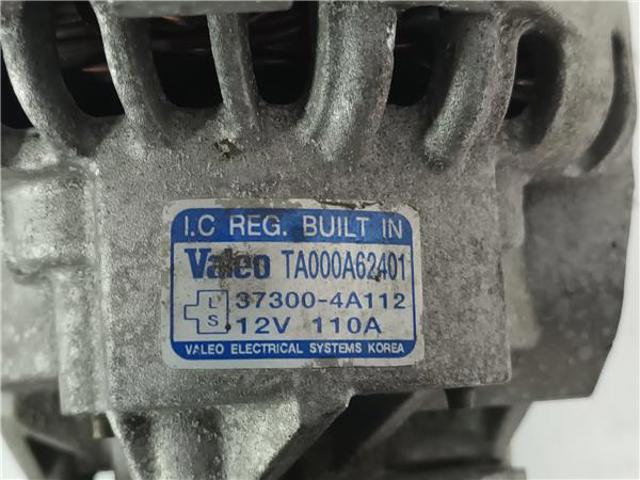 I.C REG. BUILT IN
Valeo TA000A62401
L 37300-4A112
S 12V 110A
VALEO ELECTRICAL SYSTEMS KOREA